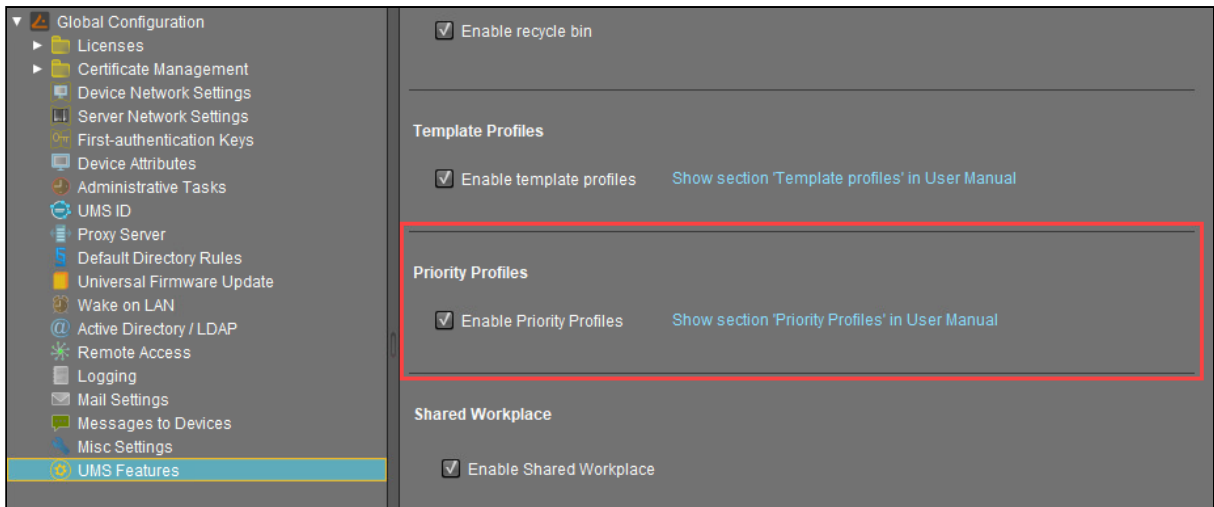 Global Configuration
Licenses
Certificate Management
Device Network Settings
Server Network Settings
First-authentication Keys
Device Attributes
Administrative Tasks
UMS ID
Proxy Server
Default Directory Rules
Universal Firmware Update
Wake on LAN
Active Directory / LDAP
Remote Access
Logging
Mail Settings
Messages to Devices
Misc Settings
UMS Features
Enable recycle bin
Template Profiles
Enable template profiles Show section 'Template profiles' in User Manual
Priority Profiles
Enable Priority Profiles Show section 'Priority Profiles' in User Manual
Shared Workplace
Enable Shared Workplace